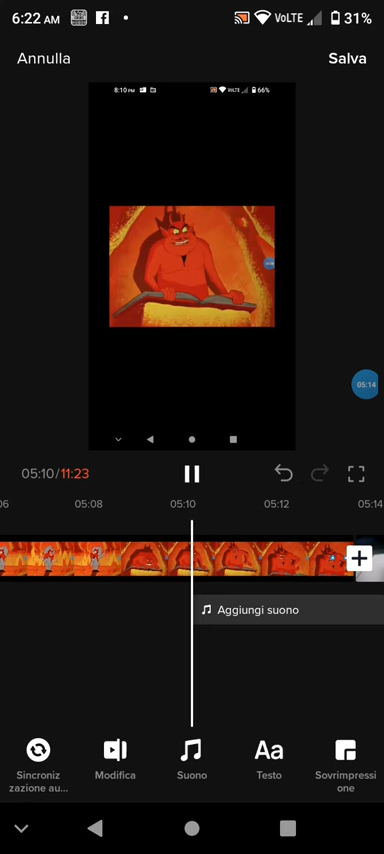 6:22 AM VoLTE 31%
Annulla Salva
8:10 PM VoLTE 66%
05:14
05:10/11:23
06 05:08 05:10 05:12 05:14
Aggiungi suono
Sincroniz
zazione au...
Modifica
Suono
Aa
Testo
Sovrimpressi
one